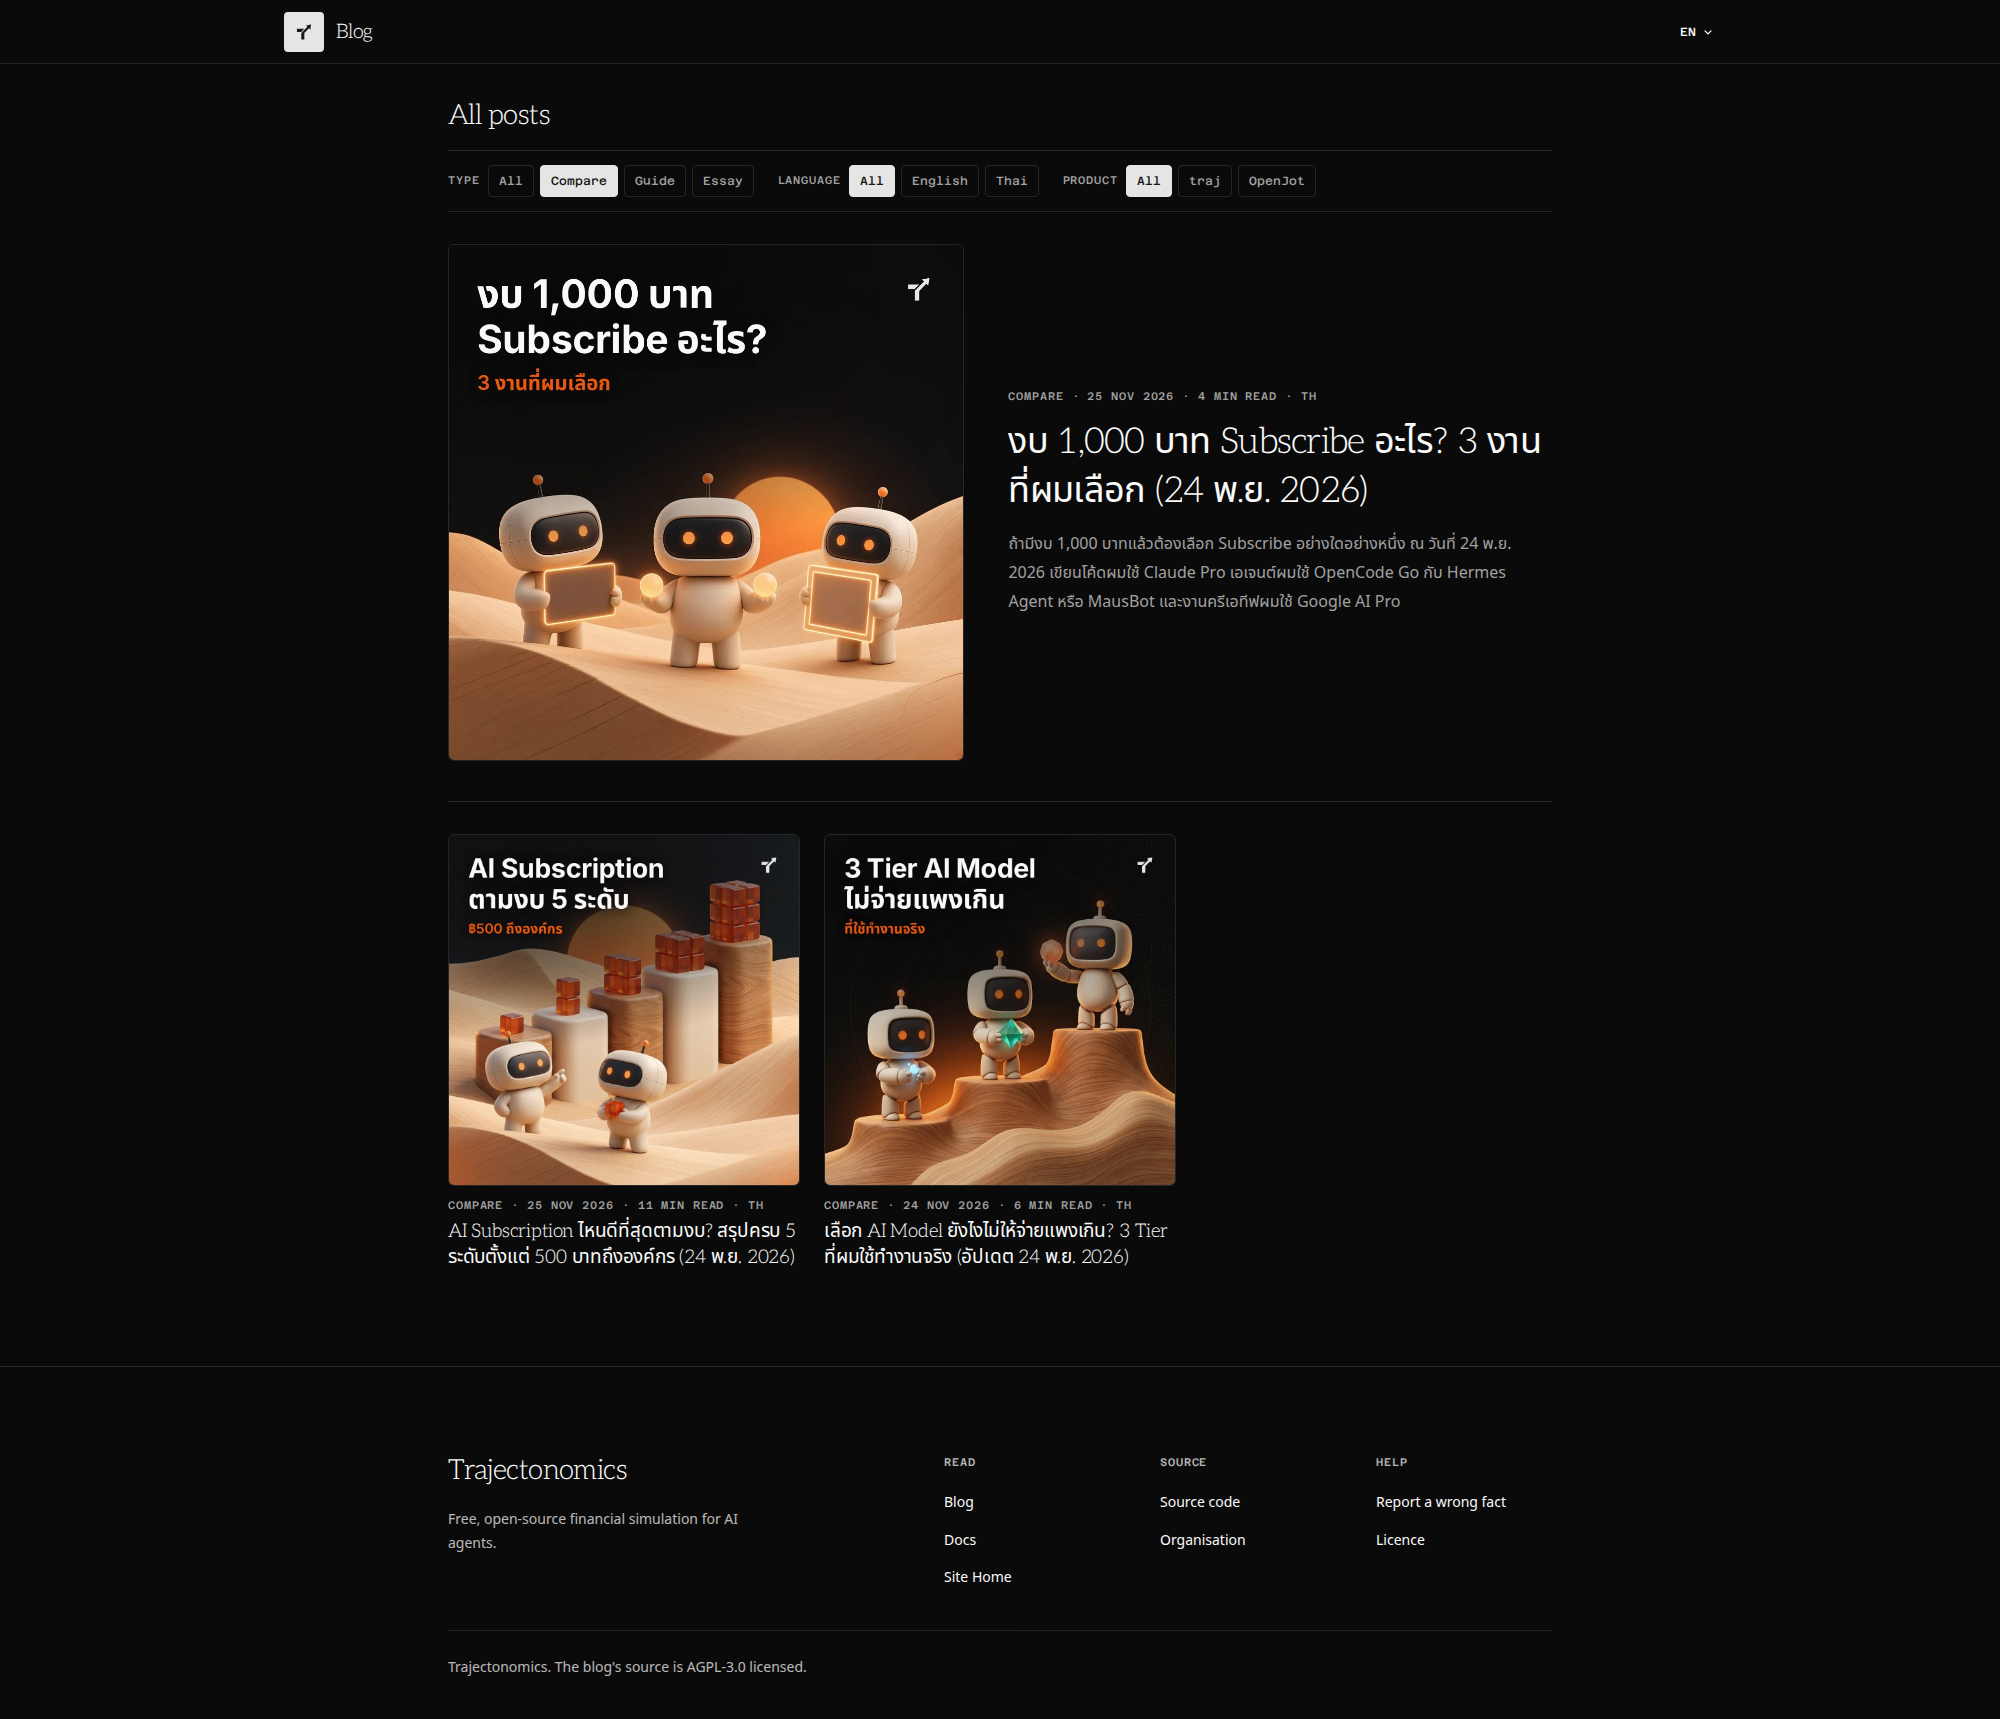 Blog
EN
All posts
TYPE All Compare Guide Essay LANGUAGE All English Thai PRODUCT All traj OpenJot
งบ 1,000 บาท
Subscribe อะไร?
3 งานที่ผมเลือก
COMPARE · 25 NOV 2026 · 4 MIN READ · TH
งบ 1,000 บาท Subscribe อะไร? 3 งาน
ที่ผมเลือก (24 พ.ย. 2026)
ถ้ามีงบ 1,000 บาทแล้วต้องเลือก Subscribe อย่างใดอย่างหนึ่ง ณ วันที่ 24 พ.ย.
2026 เขียนโค้ดผมใช้ Claude Pro เอเจนต์ผมใช้ OpenCode Go กับ Hermes
Agent หรือ MausBot และงานครีเอทีฟผมใช้ Google AI Pro
AI Subscription
ตามงบ 5 ระดับ
฿500 ถึงองค์กร
COMPARE · 25 NOV 2026 · 11 MIN READ · TH
AI Subscription ไหนดีที่สุดตามงบ? สรุปครบ 5
ระดับตั้งแต่ 500 บาทถึงองค์กร (24 พ.ย. 2026)
3 Tier AI Model
ไม่จ่ายแพงเกิน
ที่ใช้ทำงานจริง
COMPARE · 24 NOV 2026 · 6 MIN READ · TH
เลือก AI Model ยังไงไม่ให้จ่ายแพงเกิน? 3 Tier
ที่ผมใช้ทำงานจริง (อัปเดต 24 พ.ย. 2026)
Trajectonomics
Free, open-source financial simulation for AI
agents.
READ
Blog
Docs
Site Home
SOURCE
Source code
Organisation
HELP
Report a wrong fact
Licence
Trajectonomics. The blog's source is AGPL-3.0 licensed.